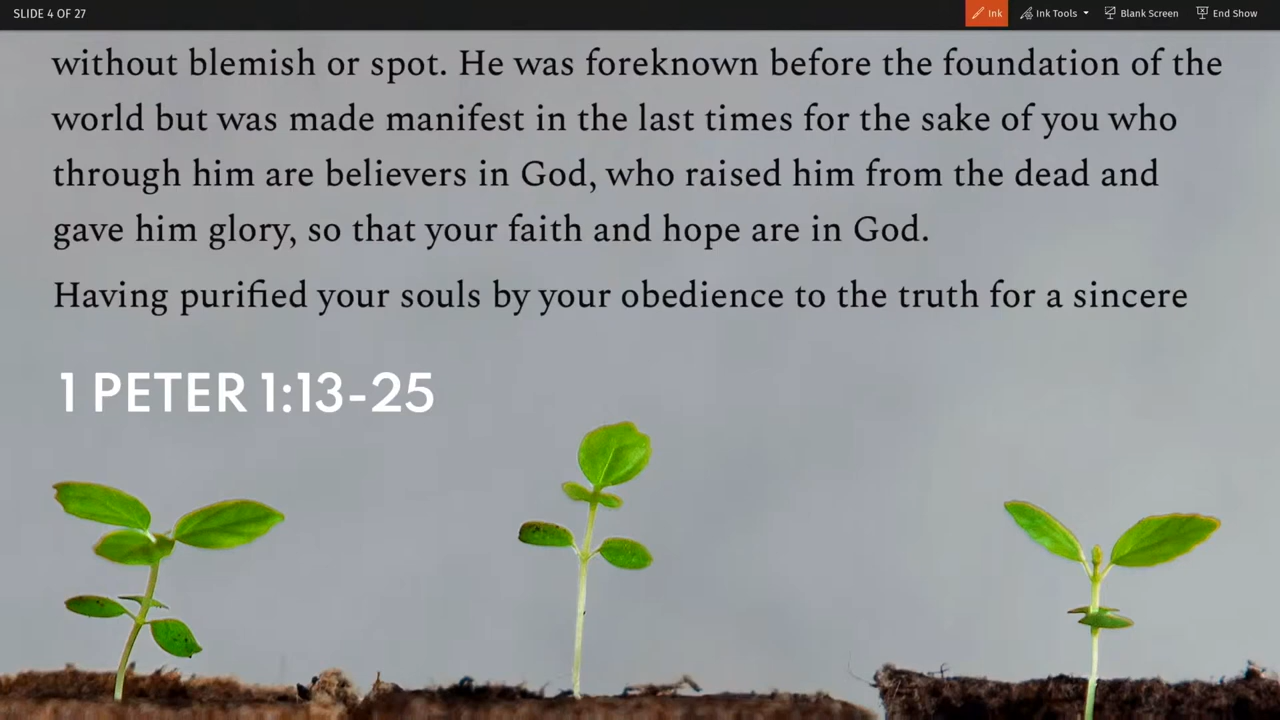 SLIDE 4 OF 27
Ink
Ink Tools
Blank Screen
End Show
without blemish or spot. He was foreknown before the foundation of the
world but was made manifest in the last times for the sake of you who
through him are believers in God, who raised him from the dead and
gave him glory, so that your faith and hope are in God.
Having purified your souls by your obedience to the truth for a sincere
1 PETER 1:13-25